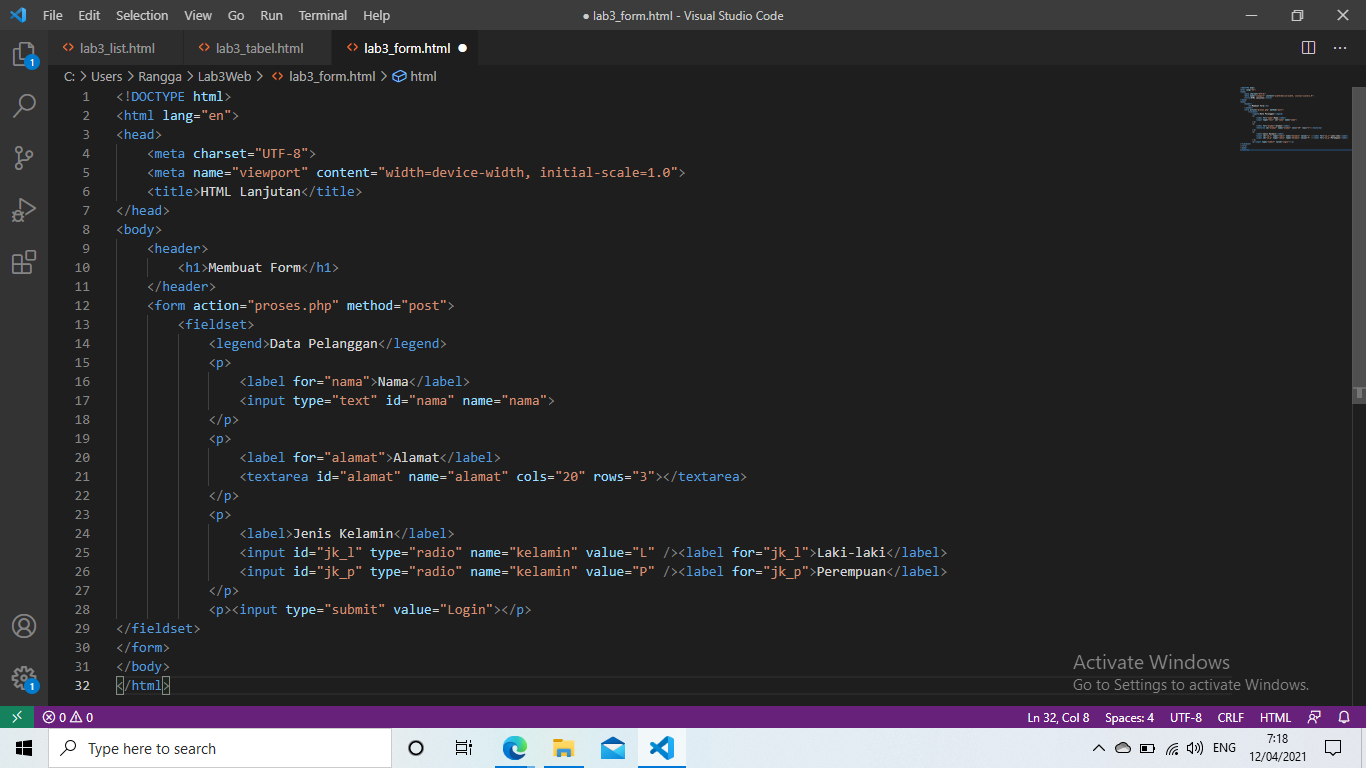 File Edit Selection View Go Run Terminal Help
● lab3_form.html - Visual Studio Code
lab3_list.html
lab3_tabel.html
lab3_form.html
C: > Users > Rangga > Lab3Web > lab3_form.html > html
1 <!DOCTYPE html>
2 <html lang="en">
3 <head>
4 <meta charset="UTF-8">
5 <meta name="viewport" content="width=device-width, initial-scale=1.0">
6 <title>HTML Lanjutan</title>
7 </head>
8 <body>
9 <header>
10 <h1>Membuat Form</h1>
11 </header>
12 <form action="proses.php" method="post">
13 <fieldset>
14 <legend>Data Pelanggan</legend>
15 <p>
16 <label for="nama">Nama</label>
17 <input type="text" id="nama" name="nama">
18 </p>
19 <p>
20 <label for="alamat">Alamat</label>
21 <textarea id="alamat" name="alamat" cols="20" rows="3"></textarea>
22 </p>
23 <p>
24 <label>Jenis Kelamin</label>
25 <input id="jk_l" type="radio" name="kelamin" value="L" /><label for="jk_l">Laki-laki</label>
26 <input id="jk_p" type="radio" name="kelamin" value="P" /><label for="jk_p">Perempuan</label>
27 </p>
28 <p><input type="submit" value="Login"></p>
29 </fieldset>
30 </form>
31 </body>
32 </html>
1
1
Activate Windows
Go to Settings to activate Windows.
0 0
Ln 32, Col 8 Spaces: 4 UTF-8 CRLF HTML
Type here to search
ENG
7:18
12/04/2021